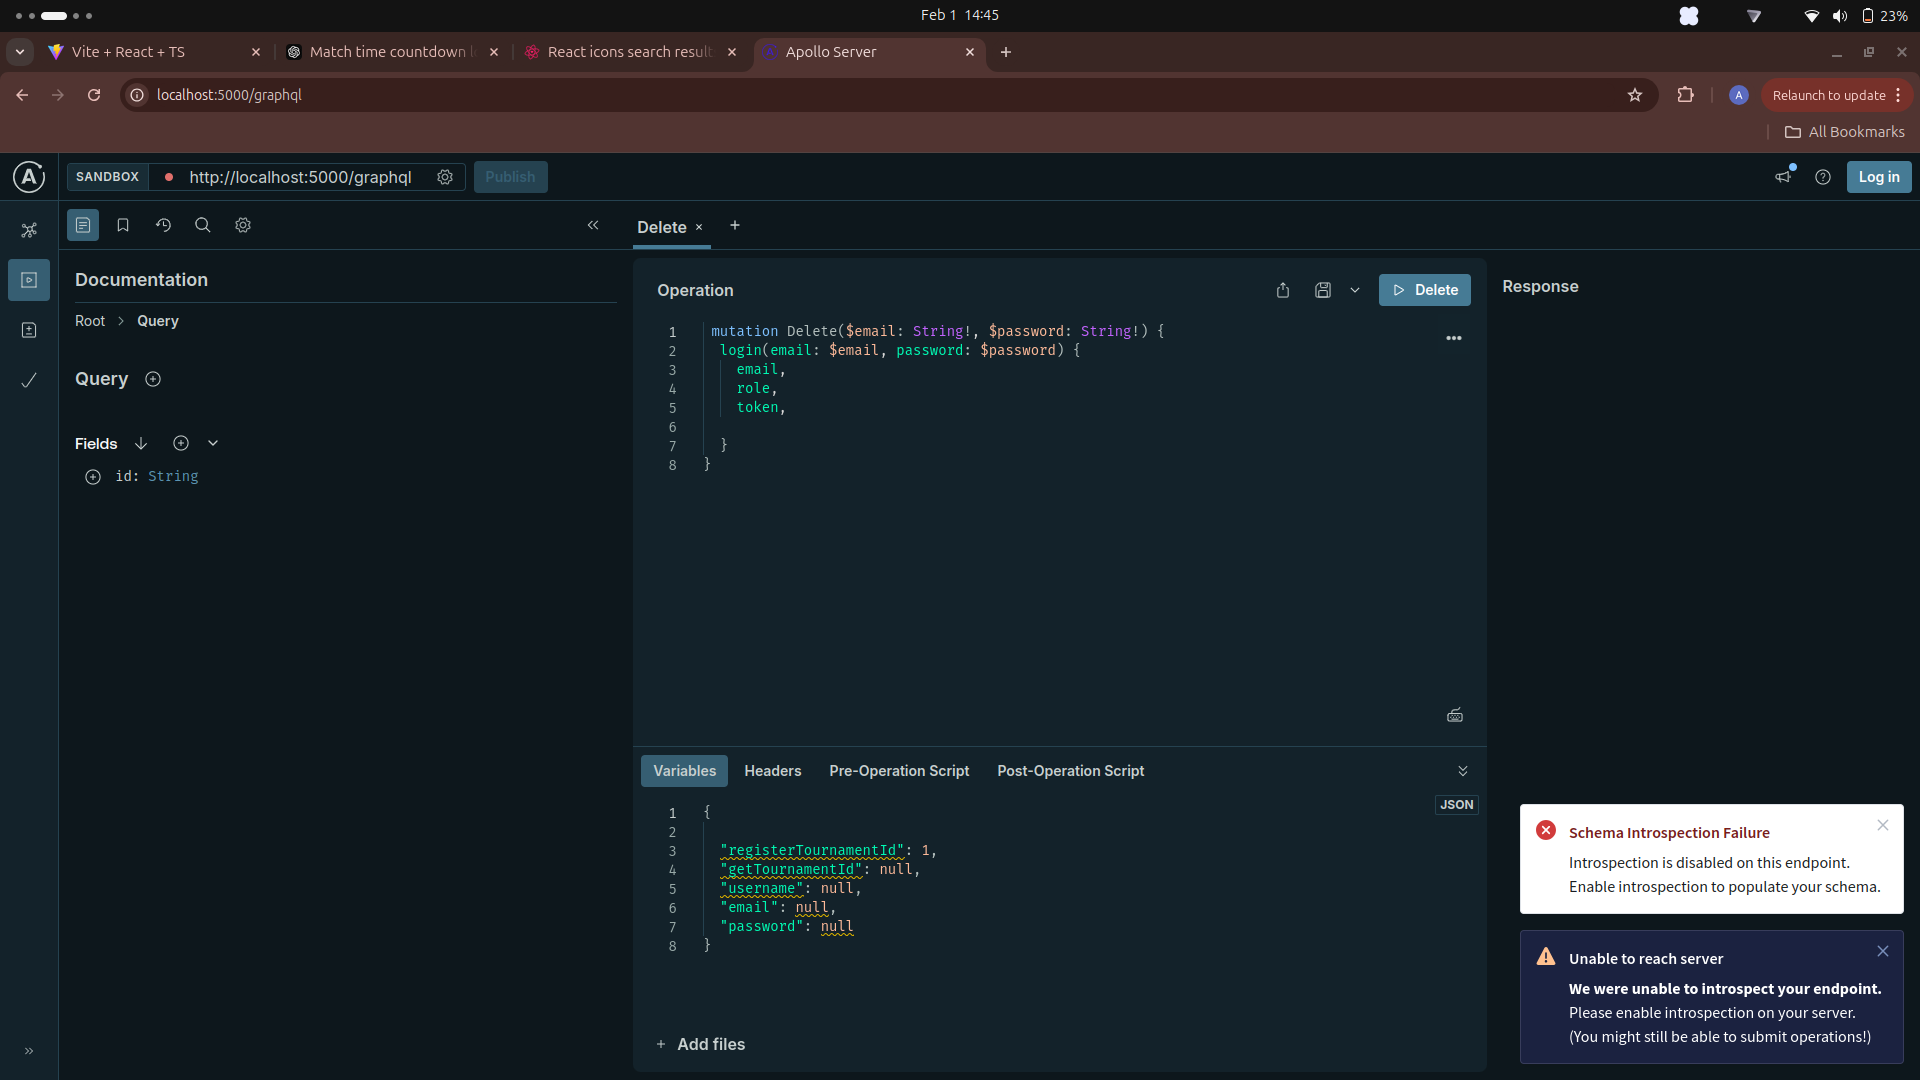 Feb 1 14:45
23%
Vite + React + TS
Match time countdown
React icons search result
Apollo Server
localhost:5000/graphql
A
Relaunch to update
All Bookmarks
A
SANDBOX
http://localhost:5000/graphql
Publish
Log in
Documentation
Root > Query
Query
Fields
id: String
Delete
Operation
Delete
1 mutation Delete($email: String!, $password: String!) {
2 login(email: $email, password: $password) {
3 email,
4 role,
5 token,
6
7 }
8 }
Variables
Headers
Pre-Operation Script
Post-Operation Script
JSON
1 {
2
3 "registerTournamentId": 1,
4 "getTournamentId": null,
5 "username": null,
6 "email": null,
7 "password": null
8 }
+ Add files
Response
Schema Introspection Failure
Introspection is disabled on this endpoint.
Enable introspection to populate your schema.
Unable to reach server
We were unable to introspect your endpoint.
Please enable introspection on your server.
(You might still be able to submit operations!)